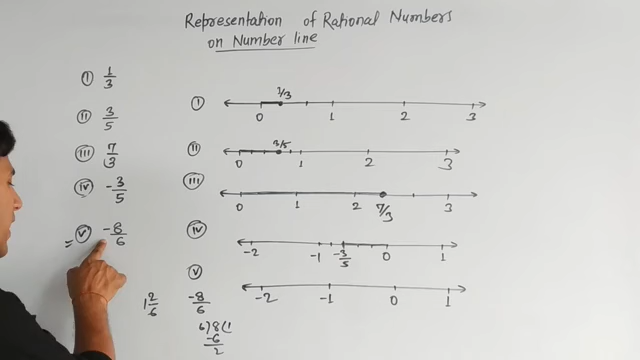 Representation of Rational Numbers
on Number line
(i) 1/3
(ii) 3/5
(iii) 7/3
(iv) -3/5
= (v) -8/6
(i) 0 1/3 1 2 3
(ii) 0 3/5 1 2 3
(iii) 0 1 2 7/3 3
(iv) -2 -1 -3/5 0 1
(v) -2 -1 0 1
1 2/6 -8/6
6)8(1
-6
2